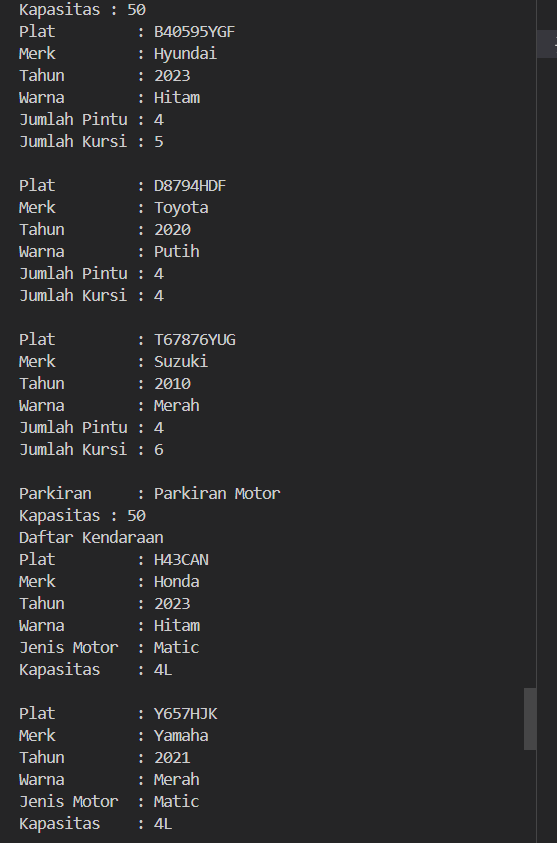 Kapasitas : 50
Plat         : B40595YGF
Merk         : Hyundai
Tahun        : 2023
Warna        : Hitam
Jumlah Pintu : 4
Jumlah Kursi : 5
Plat         : D8794HDF
Merk         : Toyota
Tahun        : 2020
Warna        : Putih
Jumlah Pintu : 4
Jumlah Kursi : 4
Plat         : T67876YUG
Merk         : Suzuki
Tahun        : 2010
Warna        : Merah
Jumlah Pintu : 4
Jumlah Kursi : 6
Parkiran     : Parkiran Motor
Kapasitas : 50
Daftar Kendaraan
Plat         : H43CAN
Merk         : Honda
Tahun        : 2023
Warna        : Hitam
Jenis Motor  : Matic
Kapasitas    : 4L
Plat         : Y657HJK
Merk         : Yamaha
Tahun        : 2021
Warna        : Merah
Jenis Motor  : Matic
Kapasitas    : 4L